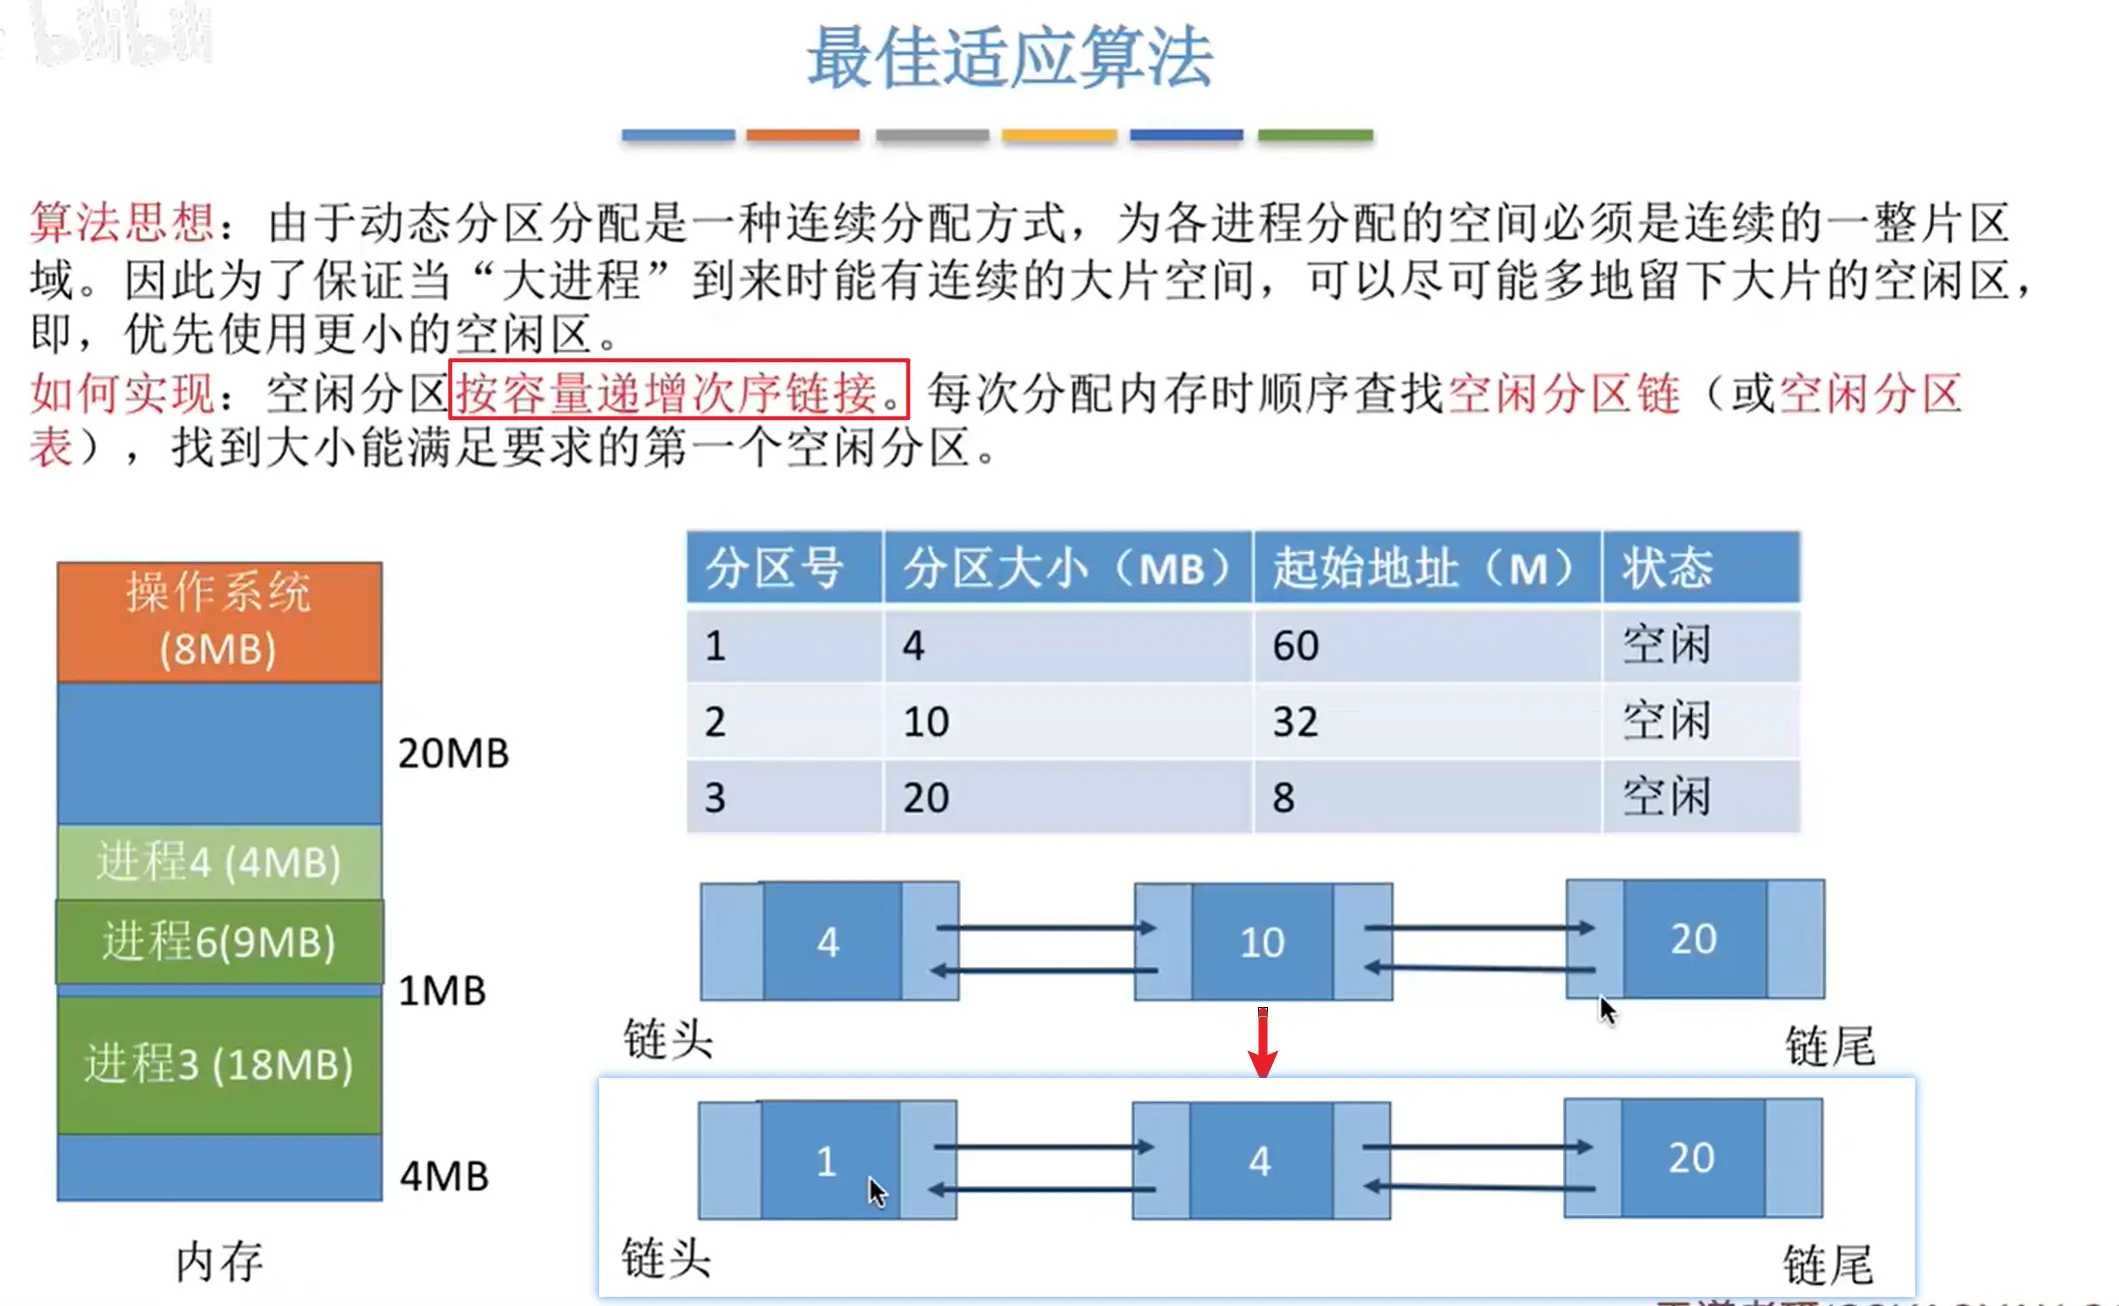 bilibili
最佳适应算法
算法思想：由于动态分区分配是一种连续分配方式，为各进程分配的空间必须是连续的一整片区
域。因此为了保证当“大进程”到来时能有连续的大片空间，可以尽可能多地留下大片的空闲区，
即，优先使用更小的空闲区。
如何实现：空闲分区按容量递增次序链接。每次分配内存时顺序查找空闲分区链（或空闲分区
表），找到大小能满足要求的第一个空闲分区。
操作系统
(8MB)
20MB
进程4 (4MB)
进程6(9MB)
1MB
进程3 (18MB)
4MB
内存
分区号 分区大小（MB） 起始地址（M） 状态
1 4 60 空闲
2 10 32 空闲
3 20 8 空闲
4 10 20
链头 链尾
1 4 20
链头 链尾